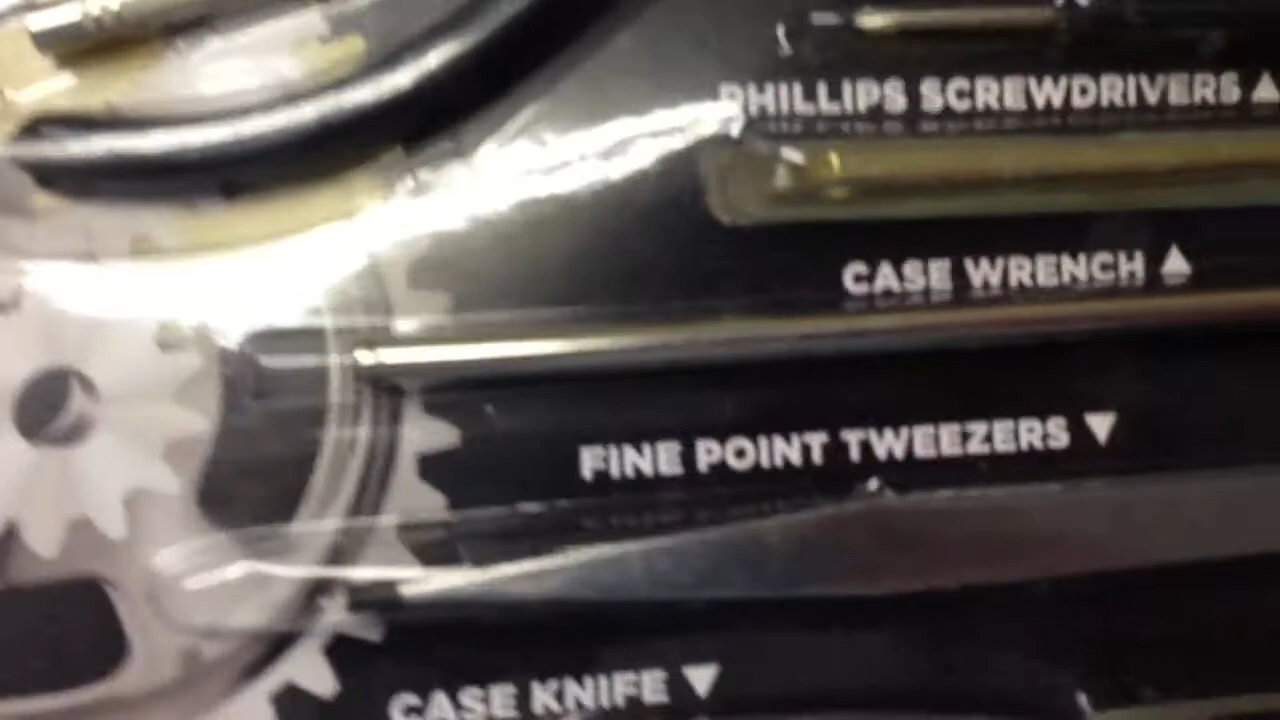 PHILLIPS SCREWDRIVERS ▲
CASE WRENCH ▲
FINE POINT TWEEZERS ▼
CASE KNIFE ▼